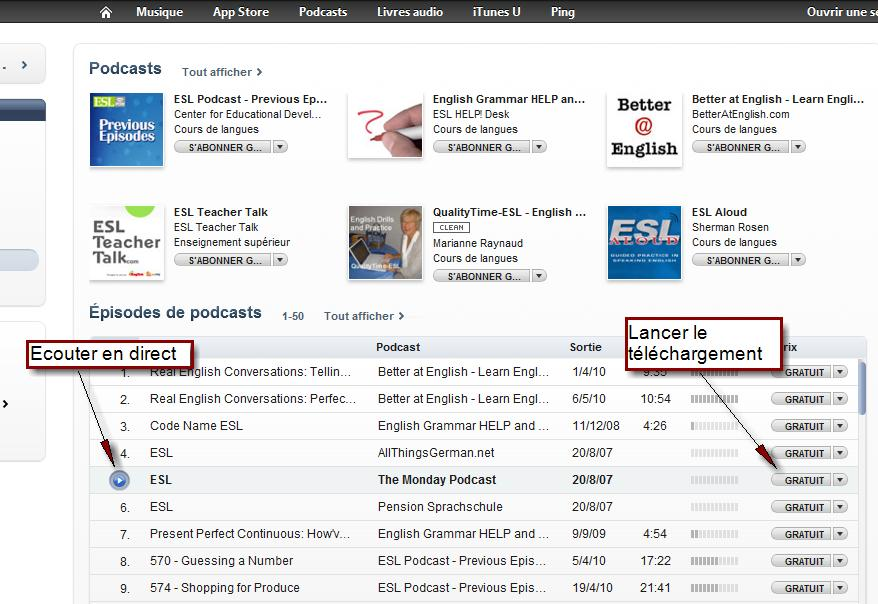 Musique App Store Podcasts Livres audio iTunes U Ping Ouvrir une se
Podcasts Tout afficher >
ESL
Previous
Episodes
ESL Podcast - Previous Ep...
Center for Educational Devel...
Cours de langues
S'ABONNER G...
?
English Grammar HELP an...
ESL HELP! Desk
Cours de langues
S'ABONNER G...
Better
@
English
Better at English - Learn Engli...
BetterAtEnglish.com
Cours de langues
S'ABONNER G...
ESL
Teacher
Talk.com
ESL Teacher Talk
ESL Teacher Talk
Enseignement supérieur
S'ABONNER G...
English Drills
and Practice
QualityTime-ESL
QualityTime-ESL - English ...
CLEAN
Marianne Raynaud
Cours de langues
S'ABONNER G...
ESL
ALOUD
GUIDED PRACTICE IN
SPEAKING ENGLISH
ESL Aloud
Sherman Rosen
Cours de langues
S'ABONNER G...
Épisodes de podcasts 1-50 Tout afficher >
Ecouter en direct
Lancer le
téléchargement
Podcast Sortie rix
1. Real English Conversations: Tellin... Better at English - Learn Engl... 1/4/10 9:35 GRATUIT
2. Real English Conversations: Perfec... Better at English - Learn Engl... 6/5/10 10:54 GRATUIT
3. Code Name ESL English Grammar HELP and ... 11/12/08 4:26 GRATUIT
4. ESL AllThingsGerman.net 20/8/07 GRATUIT
ESL The Monday Podcast 20/8/07 GRATUIT
6. ESL Pension Sprachschule 20/8/07 GRATUIT
7. Present Perfect Continuous: How'v... English Grammar HELP and ... 9/9/09 4:54 GRATUIT
8. 570 - Guessing a Number ESL Podcast - Previous Epis... 5/4/10 17:22 GRATUIT
9. 574 - Shopping for Produce ESL Podcast - Previous Epis... 19/4/10 21:41 GRATUIT